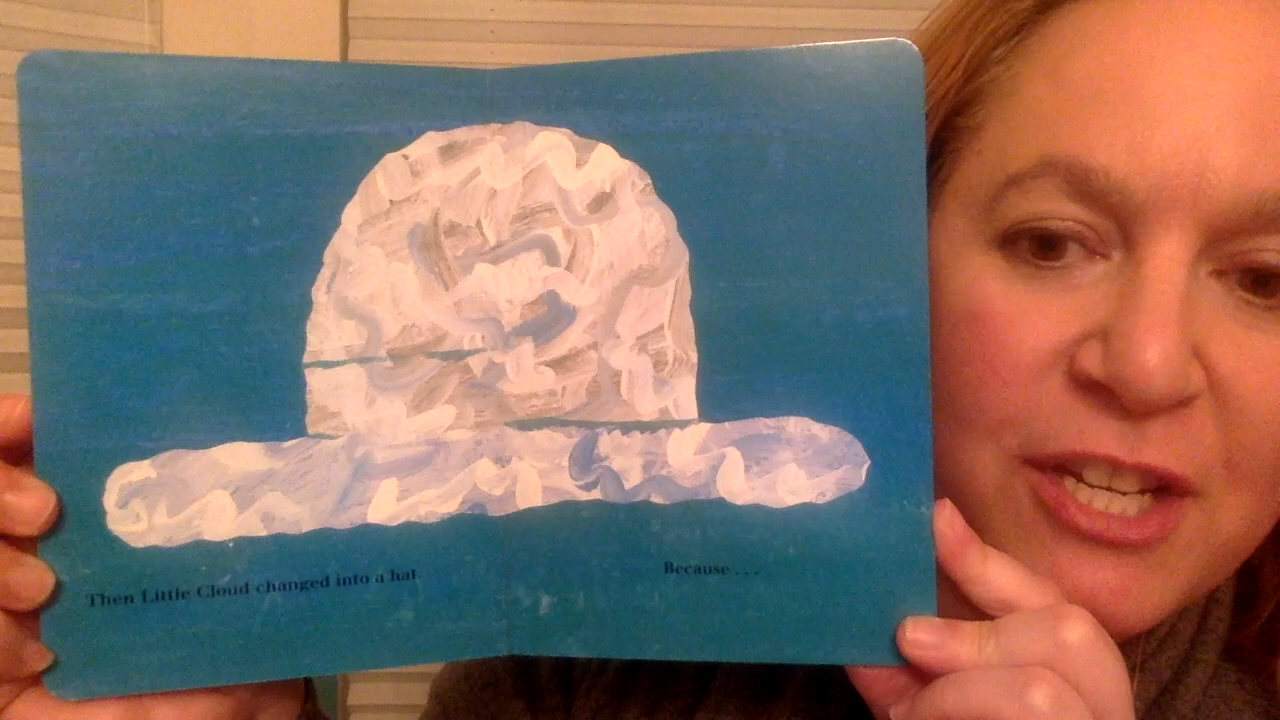 Then Little Cloud changed into a hat.
Because . . .